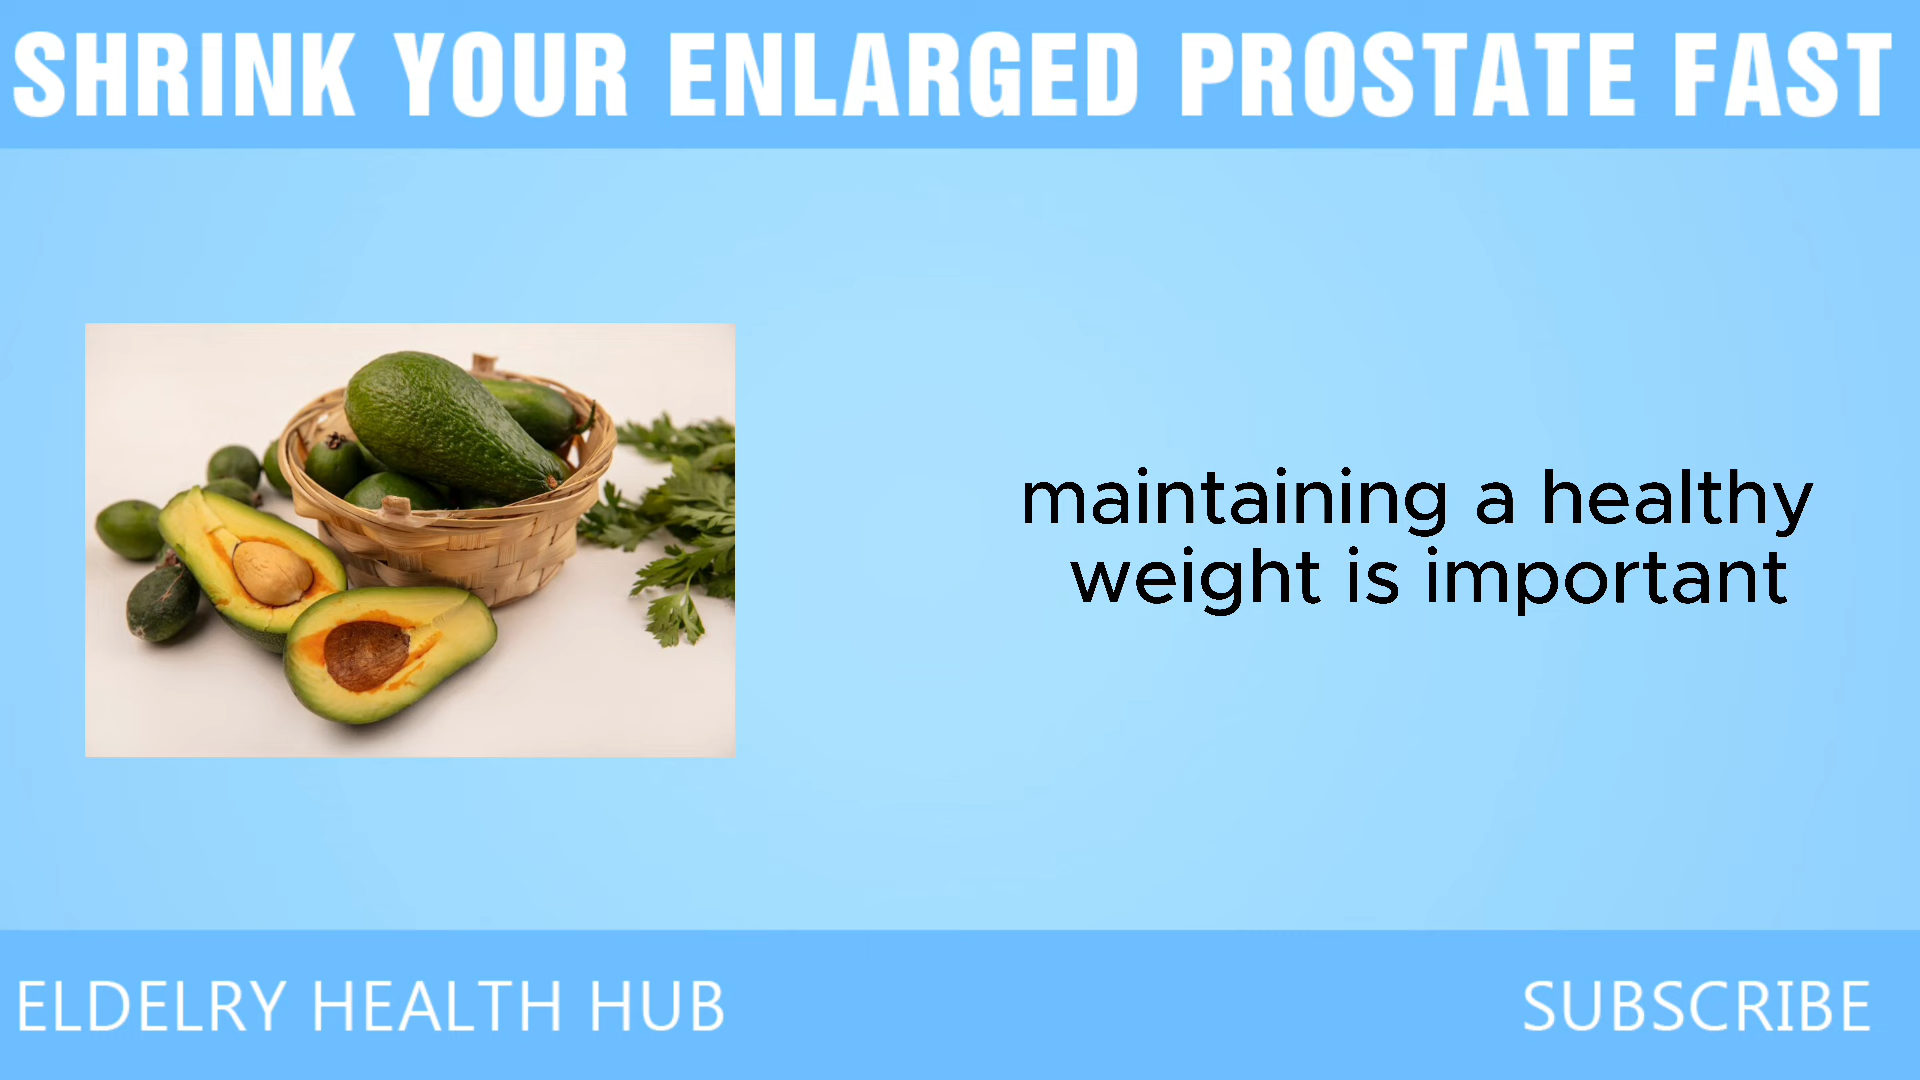 SHRINK YOUR ENLARGED PROSTATE FAST
maintaining a healthy
weight is important
ELDELRY HEALTH HUB
SUBSCRIBE